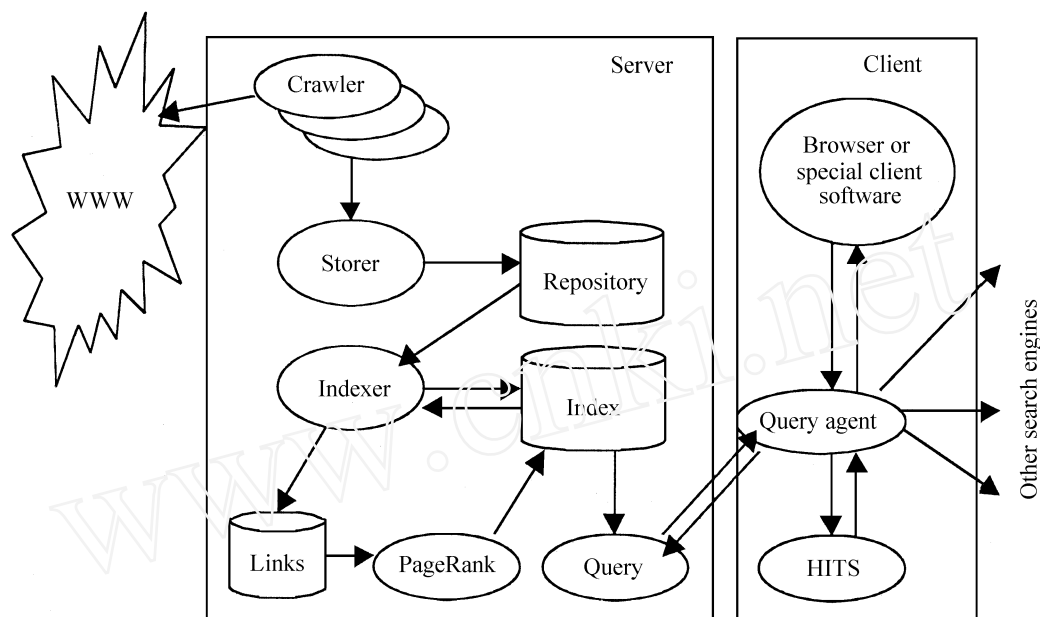 Server
Client
Crawler
Browser or
special client
software
WWW
Storer
Repository
Indexer
Index
Query agent
Other search engines
Links
PageRank
Query
HITS
www.cnki.net